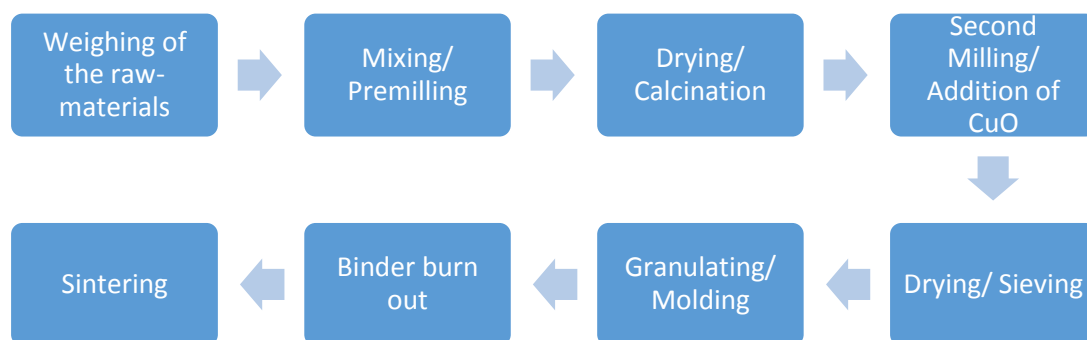 Weighing of
the raw-
materials
Mixing/
Premilling
Drying/
Calcination
Second
Milling/
Addition of
CuO
Drying/ Sieving
Granulating/
Molding
Binder burn
out
Sintering